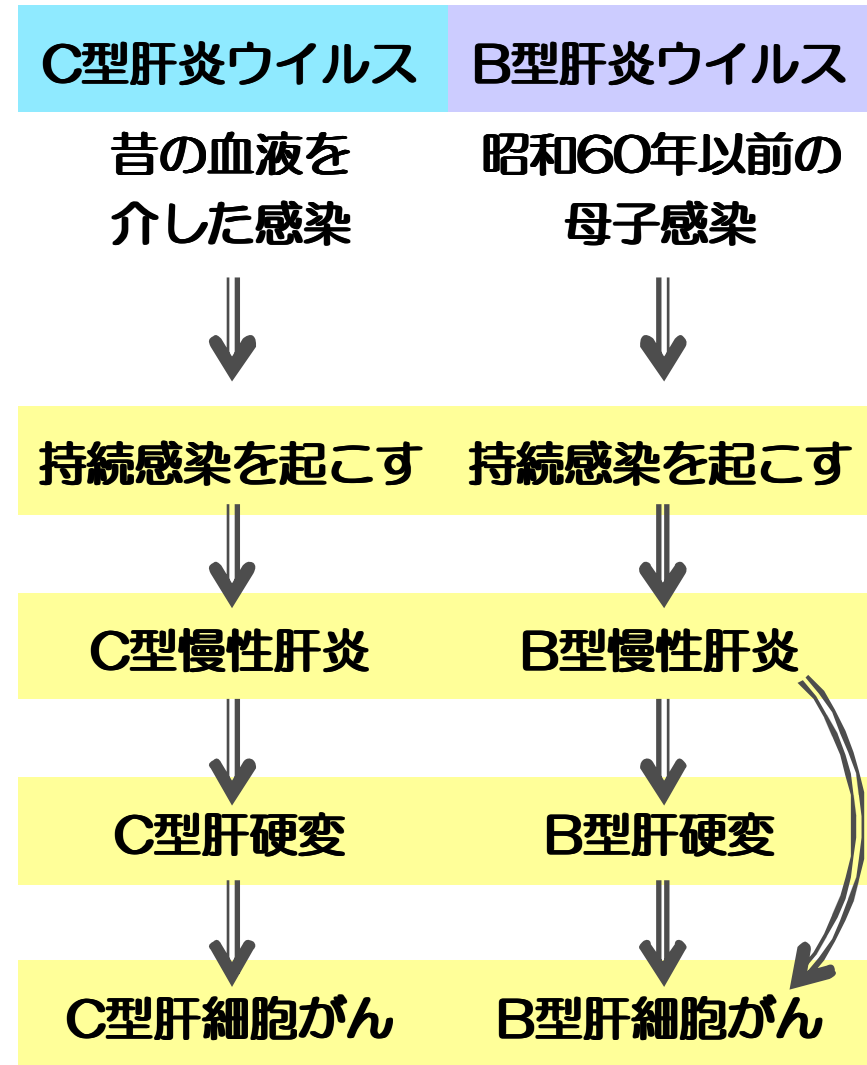 C型肝炎ウイルス
B型肝炎ウイルス
昔の血液を
介した感染
昭和60年以前の
母子感染
持続感染を起こす
持続感染を起こす
C型慢性肝炎
B型慢性肝炎
C型肝硬変
B型肝硬変
C型肝細胞がん
B型肝細胞がん